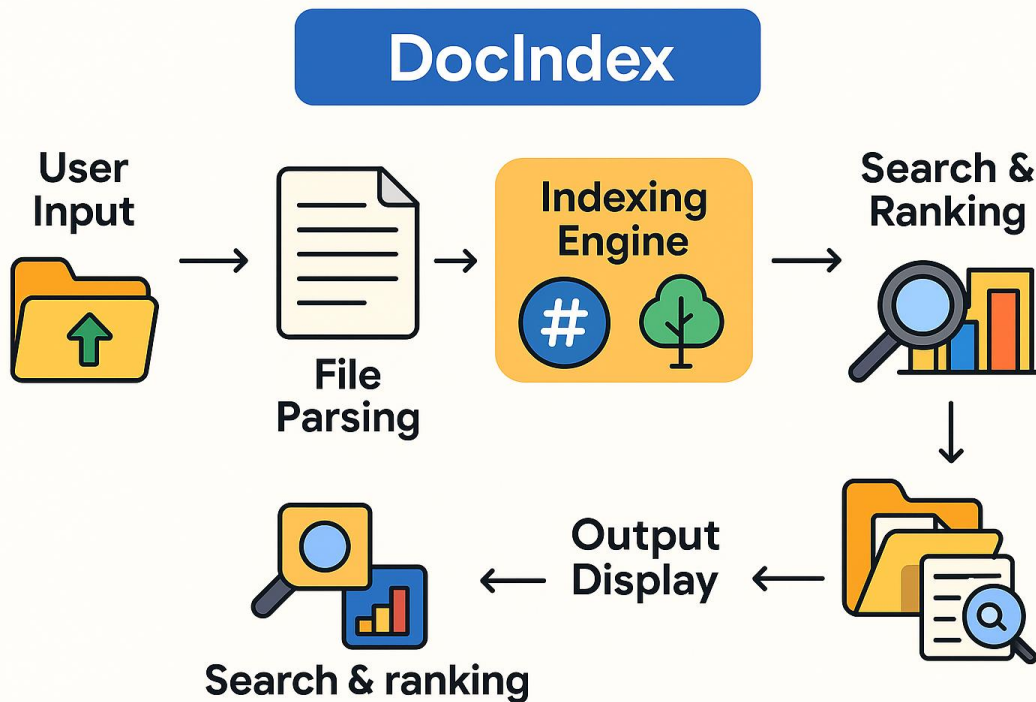 DocIndex
User
Input
File
Parsing
Indexing
Engine
#
Search &
Ranking
Output
Display
Search & ranking